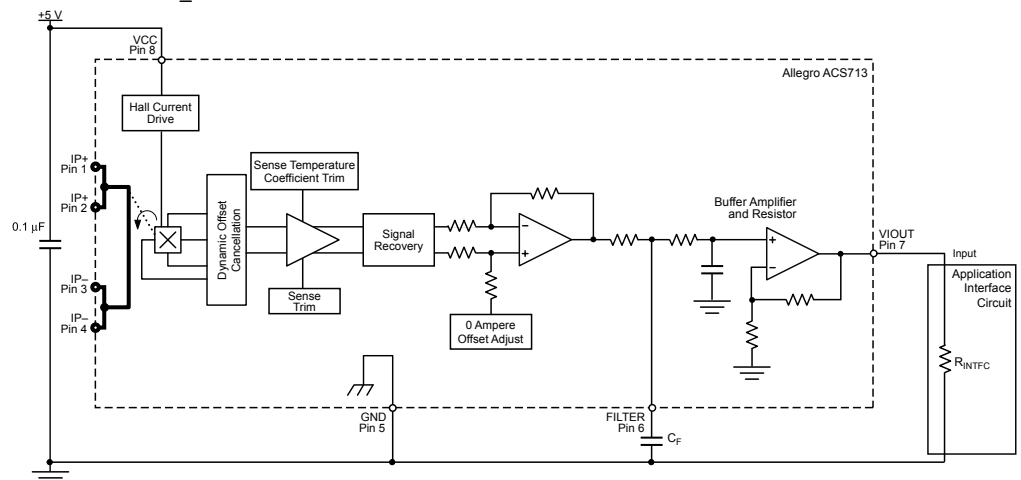 +5 V
VCC
Pin 8
Allegro ACS713
Hall Current
Drive
IP+
Pin 1
IP+
Pin 2
0.1 µF
IP–
Pin 3
IP–
Pin 4
Dynamic Offset
Cancellation
Sense Temperature
Coefficient Trim
Sense
Trim
Signal
Recovery
0 Ampere
Offset Adjust
Buffer Amplifier
and Resistor
VIOUT
Pin 7
Input
Application
Interface
Circuit
RINTFC
GND
Pin 5
FILTER
Pin 6
CF